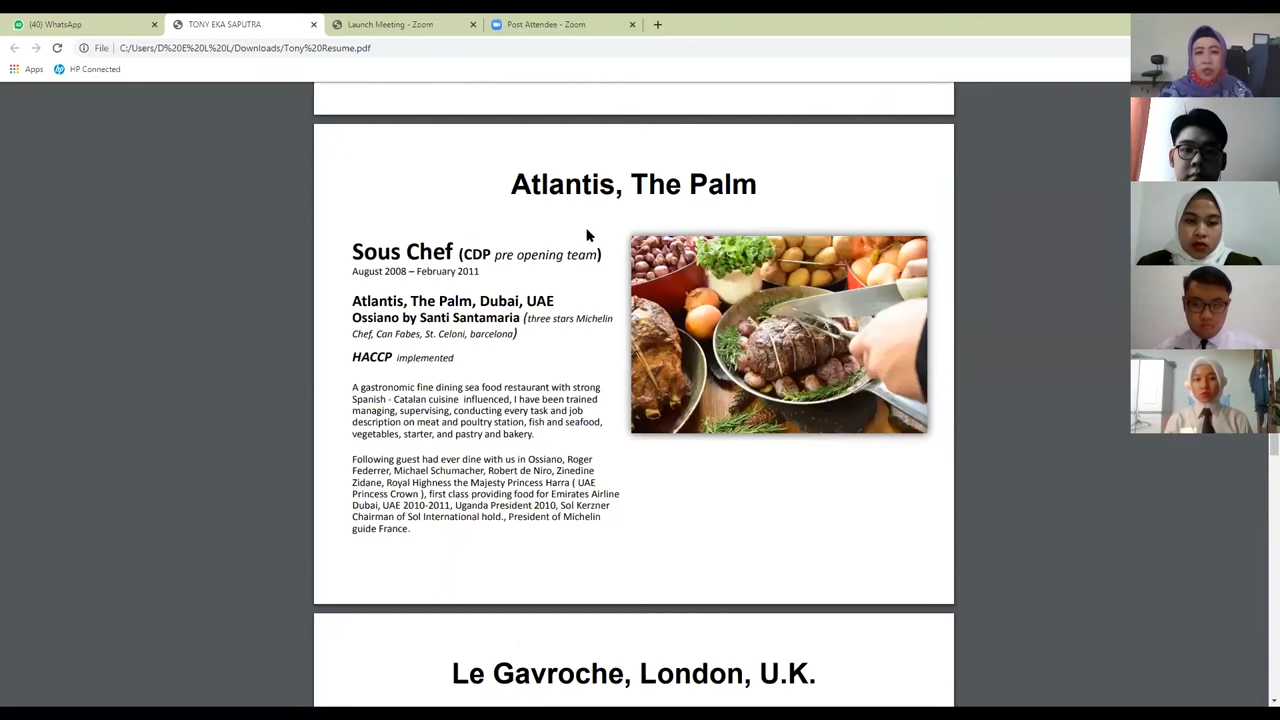 (40) WhatsApp
TONY EKA SAPUTRA
Launch Meeting - Zoom
Post Attendee - Zoom
File
C:/Users/D%20E%20L%20L/Downloads/Tony%20Resume.pdf
Apps
HP Connected
Atlantis, The Palm
Sous Chef (CDP pre opening team)
August 2008 – February 2011
Atlantis, The Palm, Dubai, UAE
Ossiano by Santi Santamaria (three stars Michelin
Chef, Can Fabes, St. Celoni, barcelona)
HACCP implemented
A gastronomic fine dining sea food restaurant with strong
Spanish - Catalan cuisine influenced, I have been trained
managing, supervising, conducting every task and job
description on meat and poultry station, fish and seafood,
vegetables, starter, and pastry and bakery.
Following guest had ever dine with us in Ossiano, Roger
Federrer, Michael Schumacher, Robert de Niro, Zinedine
Zidane, Royal Highness the Majesty Princess Harra ( UAE
Princess Crown ), first class providing food for Emirates Airline
Dubai, UAE 2010-2011, Uganda President 2010, Sol Kerzner
Chairman of Sol International hold., President of Michelin
guide France.
Le Gavroche, London, U.K.